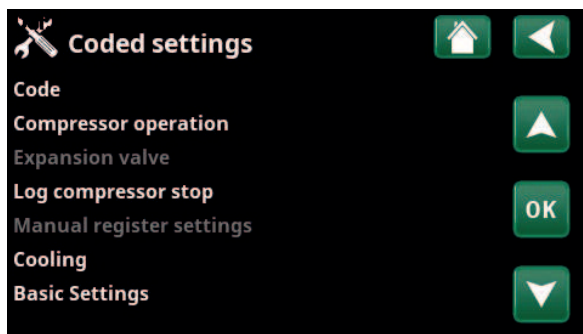 Coded settings
Code
Compressor operation
Expansion valve
Log compressor stop
Manual register settings
Cooling
Basic Settings
OK